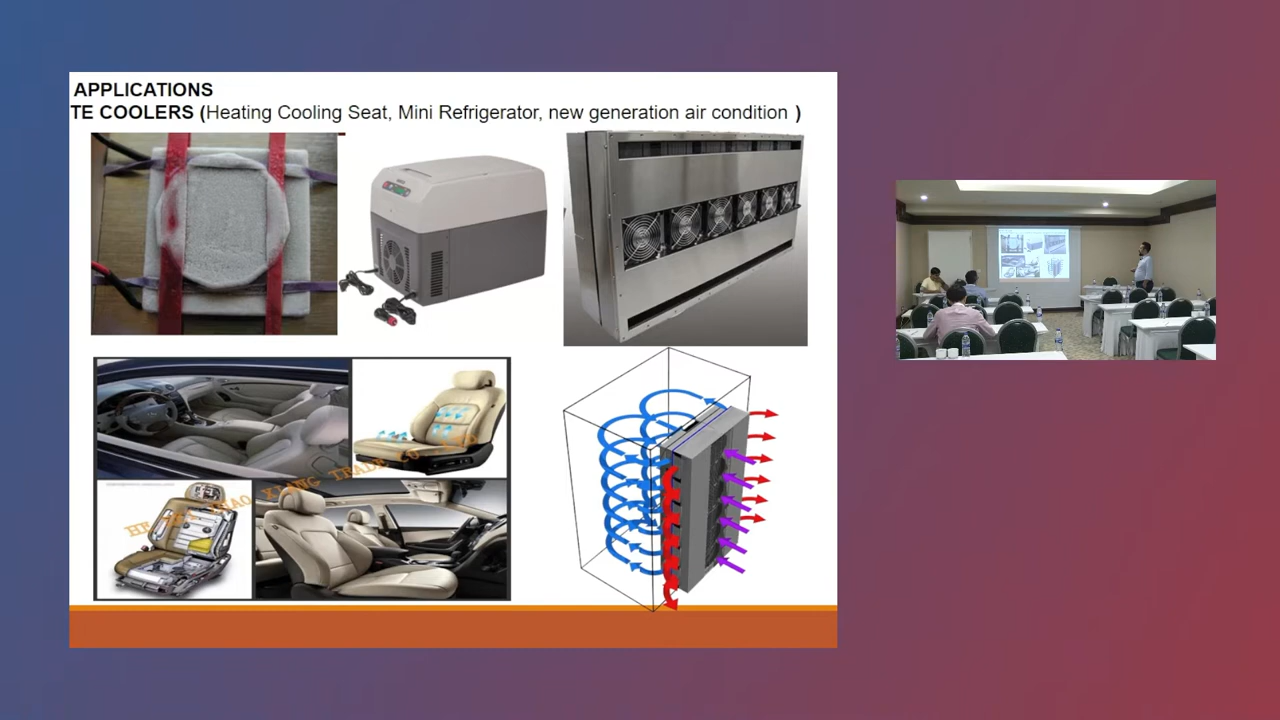 APPLICATIONS
TE COOLERS (Heating Cooling Seat, Mini Refrigerator, new generation air condition )